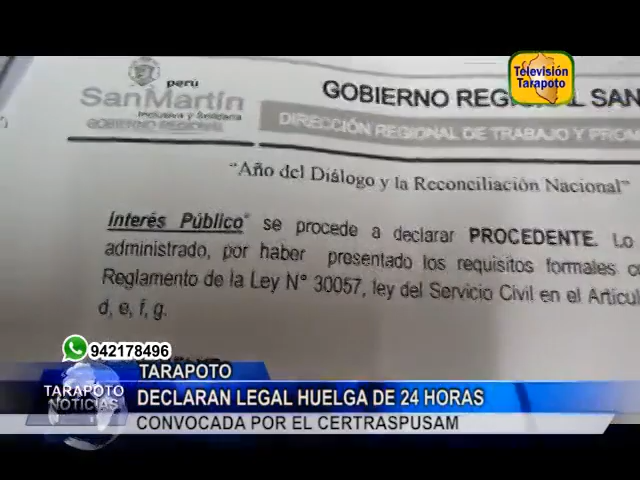 Televisión
Tarapoto
perú
San Martín
Inclusiva y Solidaria
GOBIERNO REGIONAL
GOBIERNO REGIONAL SAN
DIRECCIÓN REGIONAL DE TRABAJO Y PROM
"Año del Diálogo y la Reconciliación Nacional"
Interés Público" se procede a declarar PROCEDENTE. Lo
administrado, por haber presentado los requisitos formales
Reglamento de la Ley N° 30057, ley del Servicio Civil en el Artícul
d, e, f, g.
942178496
TARAPOTO
TARAPOTO
NOTICIAS
DECLARAN LEGAL HUELGA DE 24 HORAS
CONVOCADA POR EL CERTRASPUSAM